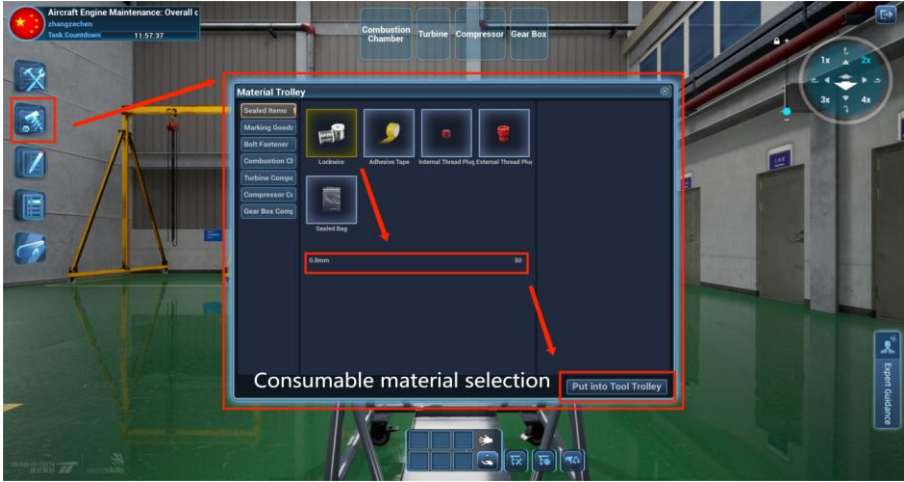 Aircraft Engine Maintenance: Overall c
zhangzechen
Task Countdown 11:57:37
Combustion
Chamber
Turbine
Compressor
Gear Box
1x
2x
3x
4x
Material Trolley
Sealed Items
Marking Goods
Bolt Fastener
Combustion Cl
Turbine Compo
Compressor Co
Gear Box Comp
Lockwire
Adhesive Tape
Internal Thread Plug
External Thread Plug
Sealed Bag
0.8mm 50
Consumable material selection
Put into Tool Trolley
Expert Guidance
worldskills